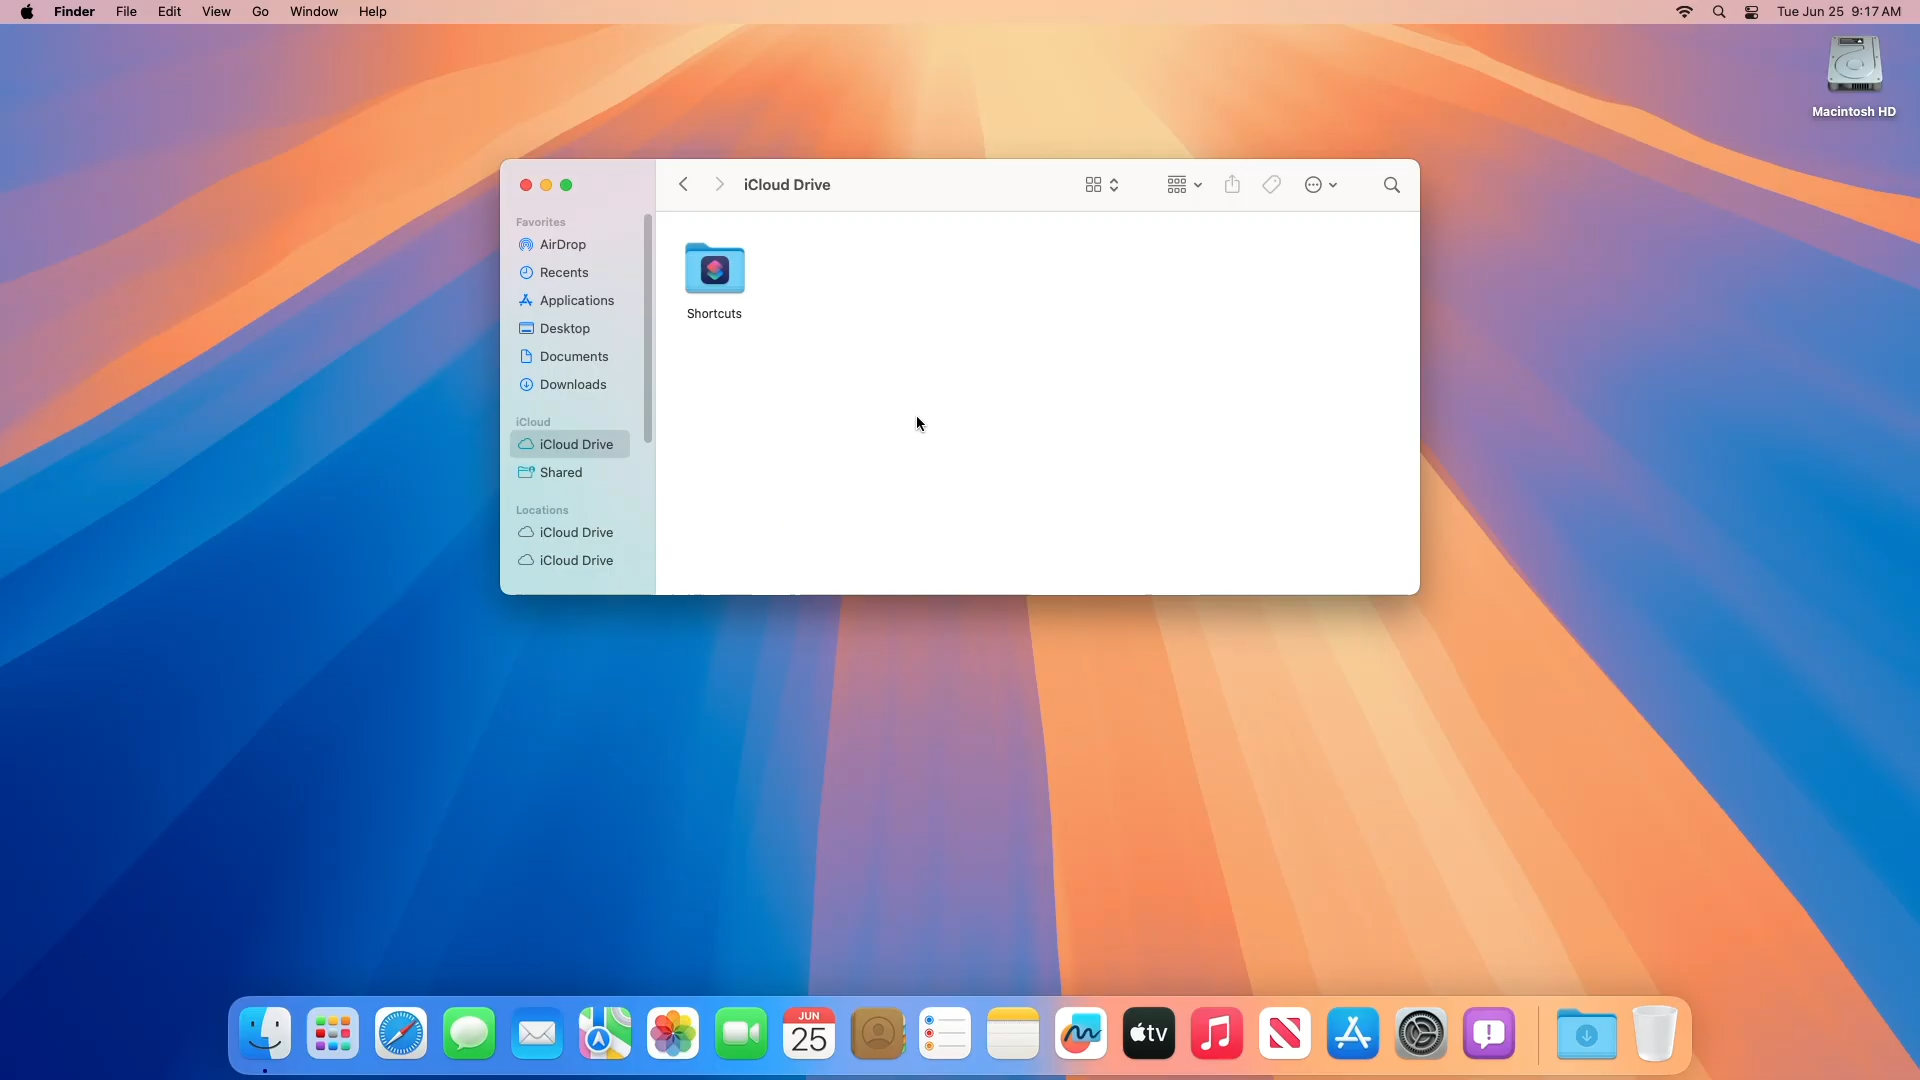 Finder File Edit View Go Window Help Tue Jun 25 9:17 AM
Macintosh HD
iCloud Drive
Favorites
AirDrop
Recents
Applications
Desktop
Documents
Downloads
iCloud
iCloud Drive
Shared
Locations
iCloud Drive
iCloud Drive
Shortcuts
JUN
25
tv